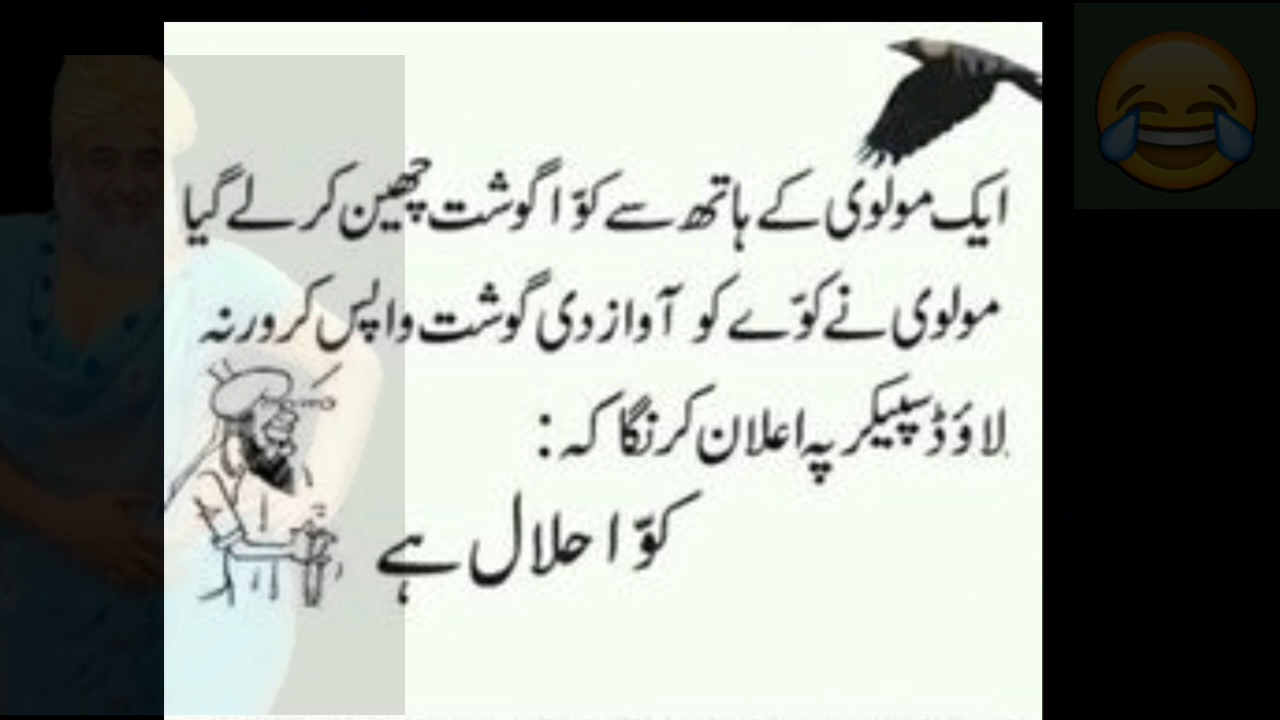 ایک مولوی کے ہاتھ سے کوّا گوشت چھین کر لے گیا
مولوی نے کوّے کو آواز دی گوشت واپس کر ورنہ
لاؤڈ سپیکر پہ اعلان کرنگا کہ :
کوّا حلال ہے